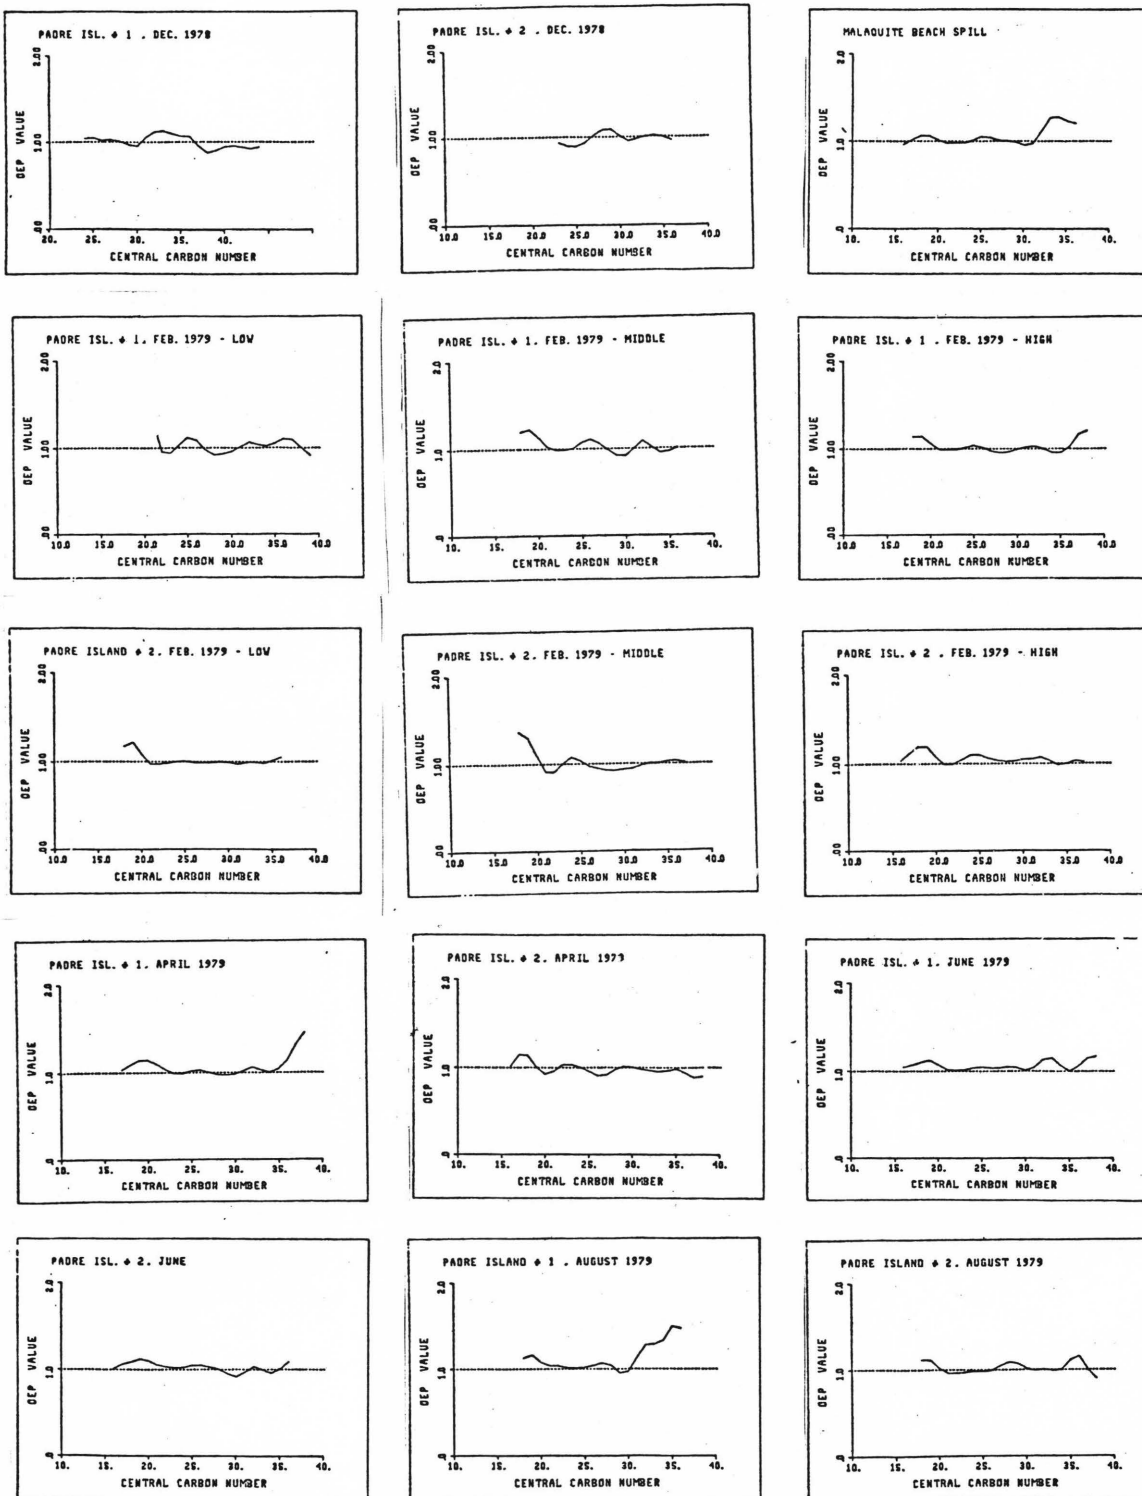 PADRE ISL. # 1 . DEC. 1978
2.00
1.00
.00
OEP VALUE
20. 25. 30. 35. 40.
CENTRAL CARBON NUMBER
PADRE ISL. # 2 . DEC. 1978
2.00
1.00
.00
OEP VALUE
10.0 15.0 20.0 25.0 30.0 35.0 40.0
CENTRAL CARBON NUMBER
MALAQUITE BEACH SPILL
2.0
1.0
.0
OEP VALUE
10. 15. 20. 25. 30. 35. 40.
CENTRAL CARBON NUMBER
PADRE ISL. # 1. FEB. 1979 - LOW
2.00
1.00
.00
OEP VALUE
10.0 15.0 20.0 25.0 30.0 35.0 40.0
CENTRAL CARBON NUMBER
PADRE ISL. # 1. FEB. 1979 - MIDDLE
2.0
1.0
.0
OEP VALUE
10. 15. 20. 25. 30. 35. 40.
CENTRAL CARBON NUMBER
PADRE ISL. # 1 . FEB. 1979 - HIGH
2.00
1.00
.00
OEP VALUE
10.0 15.0 20.0 25.0 30.0 35.0 40.0
CENTRAL CARBON NUMBER
PADRE ISLAND # 2. FEB. 1979 - LOW
2.00
1.00
.00
OEP VALUE
10.0 15.0 20.0 25.0 30.0 35.0 40.0
CENTRAL CARBON NUMBER
PADRE ISL. # 2. FEB. 1979 - MIDDLE
2.00
1.00
.00
OEP VALUE
10.0 15.0 20.0 25.0 30.0 35.0 40.0
CENTRAL CARBON NUMBER
PADRE ISL. # 2 . FEB. 1979 - HIGH
2.00
1.00
.00
OEP VALUE
10.0 15.0 20.0 25.0 30.0 35.0 40.0
CENTRAL CARBON NUMBER
PADRE ISL. # 1. APRIL 1979
2.0
1.0
.0
OEP VALUE
10. 15. 20. 25. 30. 35. 40.
CENTRAL CARBON NUMBER
PADRE ISL. # 2. APRIL 1979
2.0
1.0
.0
OEP VALUE
10. 15. 20. 25. 30. 35. 40.
CENTRAL CARBON NUMBER
PADRE ISL. # 1. JUNE 1979
2.0
1.0
.0
OEP VALUE
10. 15. 20. 25. 30. 35. 40.
CENTRAL CARBON NUMBER
PADRE ISL. # 2. JUNE
2.0
1.0
.0
OEP VALUE
10. 15. 20. 25. 30. 35. 40.
CENTRAL CARBON NUMBER
PADRE ISLAND # 1 . AUGUST 1979
2.0
1.0
.0
OEP VALUE
10. 15. 20. 25. 30. 35. 40.
CENTRAL CARBON NUMBER
PADRE ISLAND # 2. AUGUST 1979
2.0
1.0
.0
OEP VALUE
10. 15. 20. 25. 30. 35. 40.
CENTRAL CARBON NUMBER